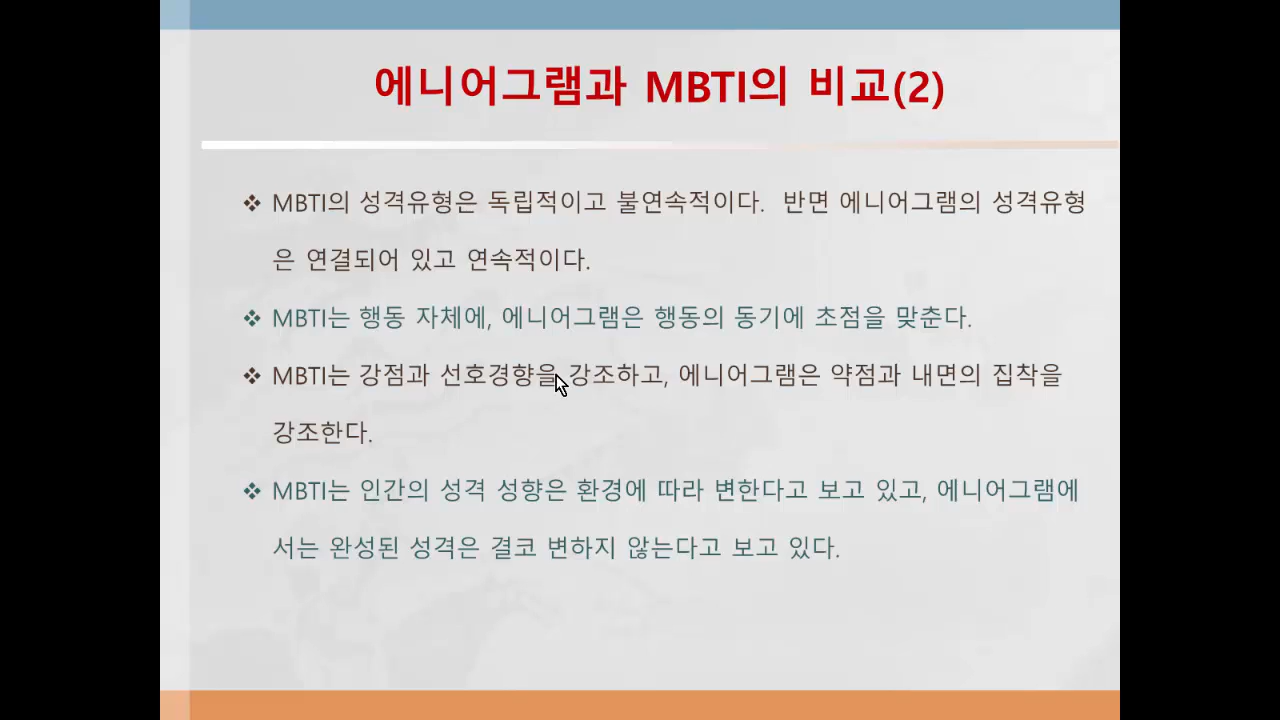 에니어그램과 MBTI의 비교(2)
❖ MBTI의 성격유형은 독립적이고 불연속적이다. 반면 에니어그램의 성격유형
은 연결되어 있고 연속적이다.
❖ MBTI는 행동 자체에, 에니어그램은 행동의 동기에 초점을 맞춘다.
❖ MBTI는 강점과 선호경향을 강조하고, 에니어그램은 약점과 내면의 집착을
강조한다.
❖ MBTI는 인간의 성격 성향은 환경에 따라 변한다고 보고 있고, 에니어그램에
서는 완성된 성격은 결코 변하지 않는다고 보고 있다.